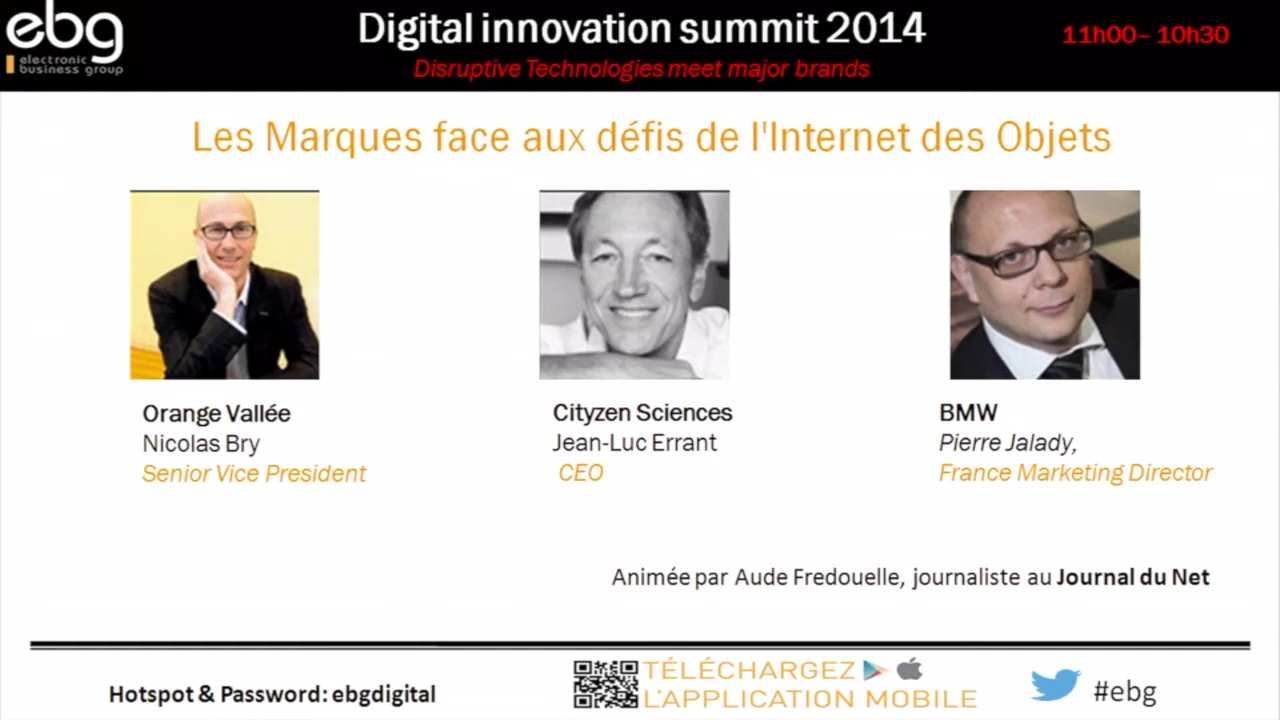 ebg
electronic
business group
Digital innovation summit 2014
Disruptive Technologies meet major brands
11h00– 10h30
Les Marques face aux défis de l'Internet des Objets
Orange Vallée
Nicolas Bry
Senior Vice President
Cityzen Sciences
Jean-Luc Errant
CEO
BMW
Pierre Jalady,
France Marketing Director
Animée par Aude Fredouelle, journaliste au Journal du Net
Hotspot & Password: ebgdigital
TÉLÉCHARGEZ
L'APPLICATION MOBILE
#ebg